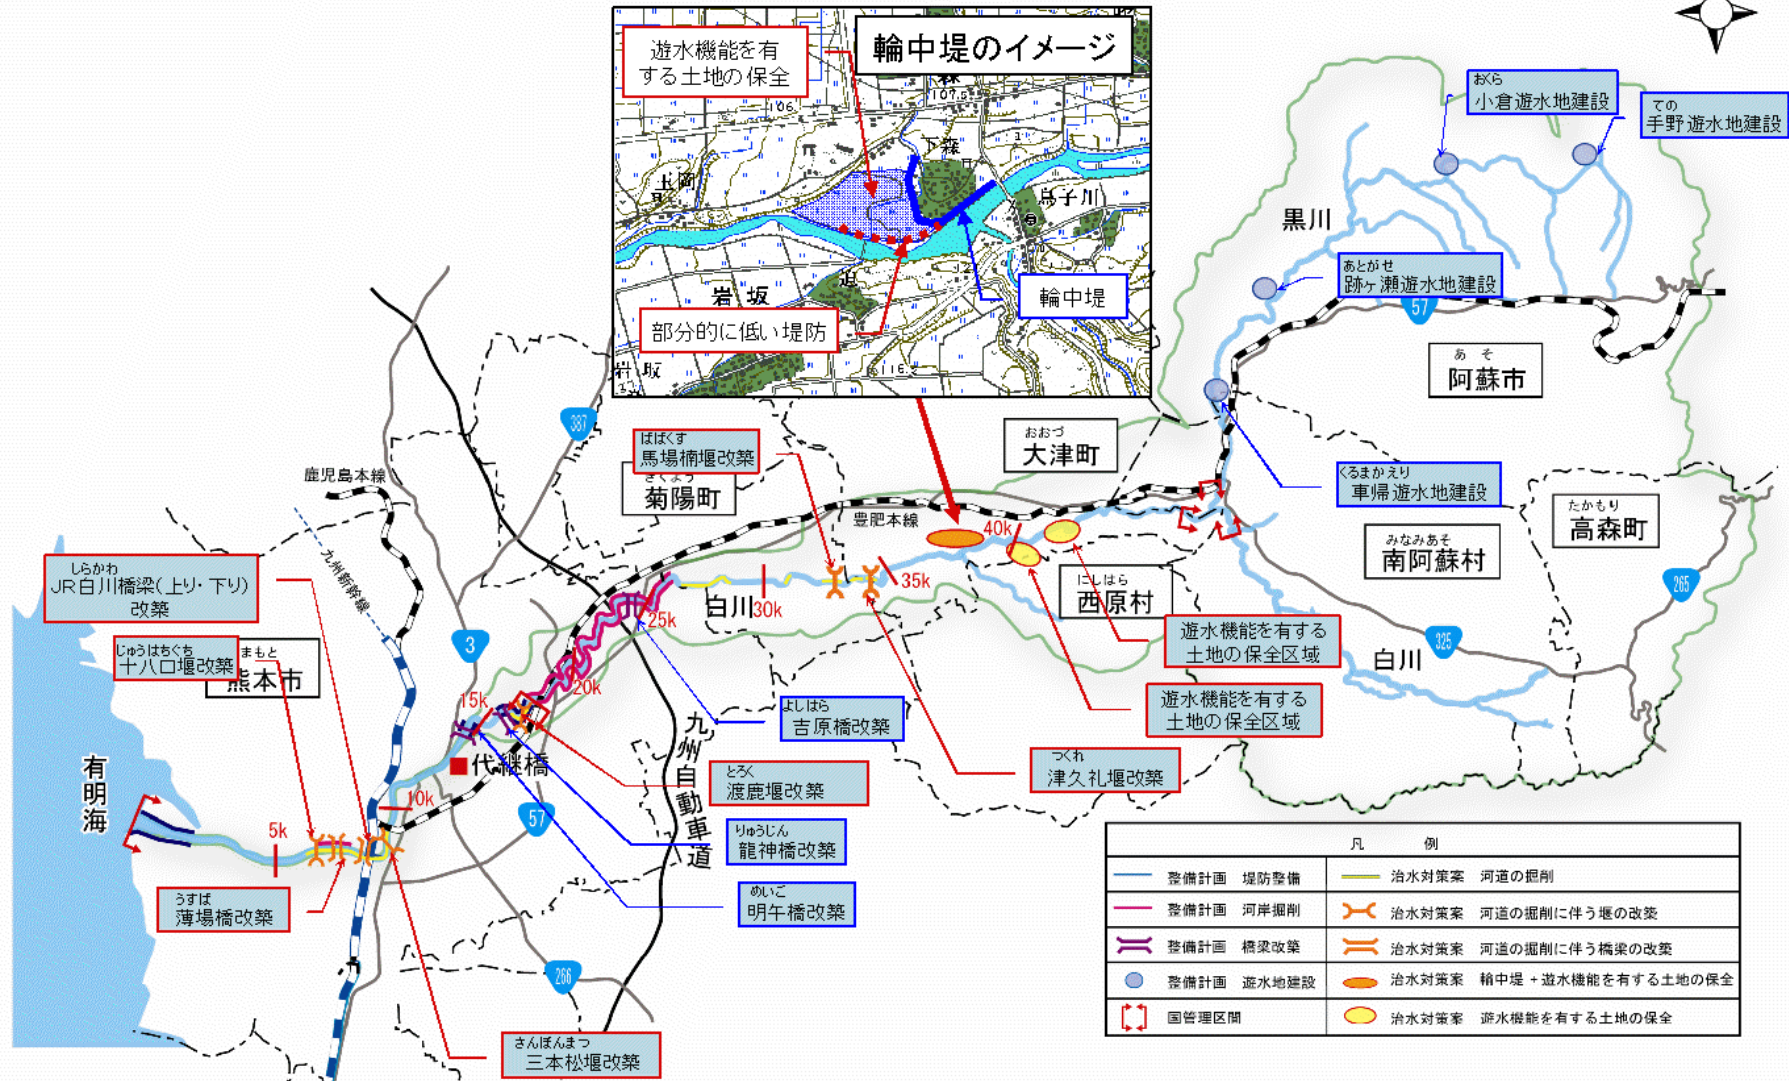 輪中堤のイメージ
遊水機能を有
する土地の保全
森
107.5
106.
下森
上岡
鳥子川
岩坂
迫
輪中堤
部分的に低い堤防
岩坂
116.
おくら
小倉遊水地建設
ての
手野遊水地建設
黒川
あとがせ
跡ヶ瀬遊水地建設
57
あそ
阿蘇市
387
ばばくす
馬場楠堰改築
きくよう
菊陽町
おおづ
大津町
くるまかえり
車帰遊水地建設
たかもり
高森町
みなみあそ
南阿蘇村
鹿児島本線
豊肥本線
40k
九州新幹線
しらかわ
JR白川橋梁(上り・下り)
改築
35k
にしはら
西原村
265
白川
30k
25k
遊水機能を有する
土地の保全区域
325
白川
じゅうはちぐち
十八口堰改築
まもと
熊本市
3
20k
15k
遊水機能を有する
土地の保全区域
よしはら
吉原橋改築
九州自動車道
つくれ
津久礼堰改築
代継橋
とろく
渡鹿堰改築
有明海
10k
57
5k
りゅうじん
龍神橋改築
うすば
薄場橋改築
めいご
明午橋改築
266
さんぼんまつ
三本松堰改築
凡 例
整備計画 堤防整備
治水対策案 河道の掘削
整備計画 河岸掘削
治水対策案 河道の掘削に伴う堰の改築
整備計画 橋梁改築
治水対策案 河道の掘削に伴う橋梁の改築
整備計画 遊水地建設
治水対策案 輪中堤+遊水機能を有する土地の保全
国管理区間
治水対策案 遊水機能を有する土地の保全